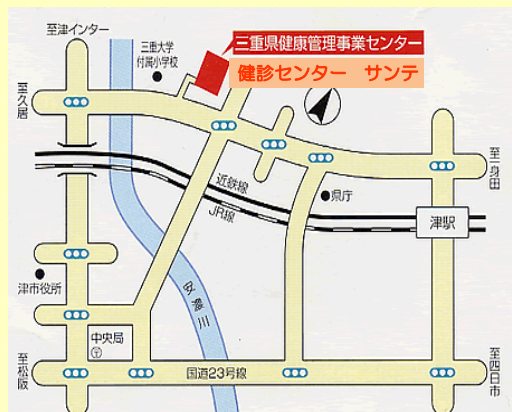 至津インター
三重大学
付属小学校
三重県健康管理事業センター
健診センター　サンテ
至久居
至一身田
近鉄線
JR線
県庁
津駅
津市役所
安濃川
中央局
〒
至松阪
国道23号線
至四日市